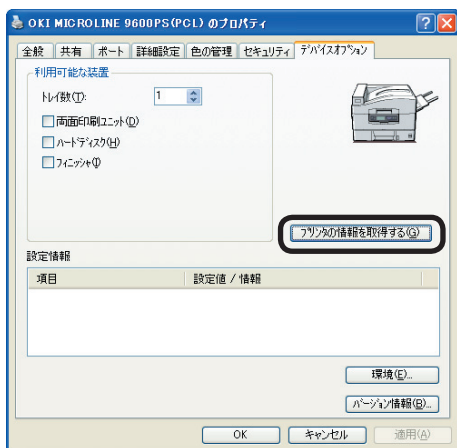 OKI MICROLINE 9600PS(PCL) のプロパティ
全般 共有 ポート 詳細設定 色の管理 セキュリティ デバイスオプション
利用可能な装置
トレイ数(T): 1
両面印刷ユニット(D)
ハードディスク(H)
フィニッシャ(I)
プリンタの情報を取得する(G)
設定情報
項目 設定値 / 情報
環境(E)...
バージョン情報(B)...
OK キャンセル 適用(A)